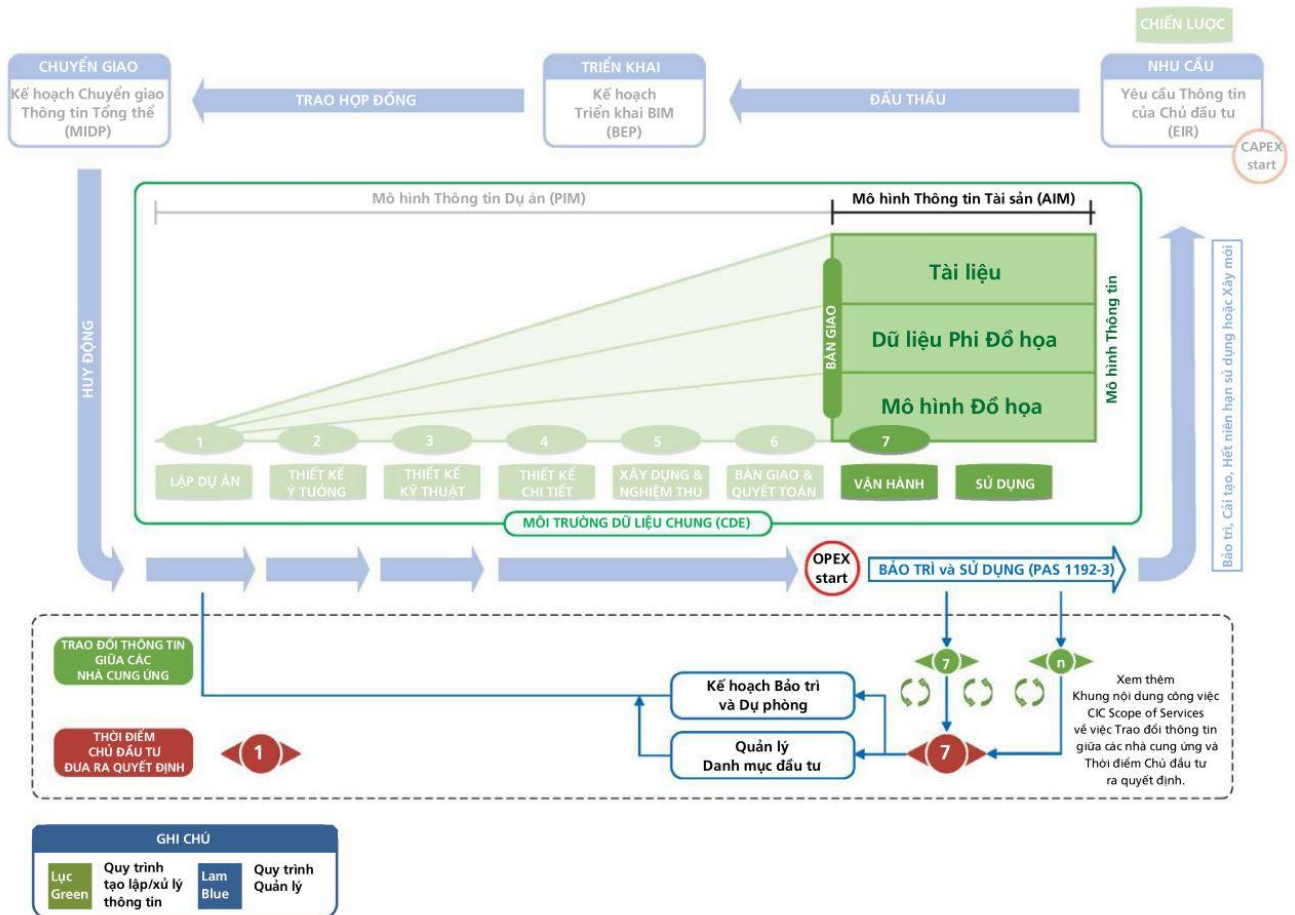 CHIẾN LƯỢC
CHUYỂN GIAO
Kế hoạch Chuyển giao
Thông tin Tổng thể
(MIDP)
TRAO HỢP ĐỒNG
TRIỂN KHAI
Kế hoạch
Triển khai BIM
(BEP)
ĐẤU THẦU
NHU CẦU
Yêu cầu Thông tin
của Chủ đầu tư
(EIR)
CAPEX
start
HUY ĐỘNG
Mô hình Thông tin Dự án (PIM)
Mô hình Thông tin Tài sản (AIM)
BÀN GIAO
Tài liệu
Dữ liệu Phi Đồ họa
Mô hình Đồ họa
Mô hình Thông tin
Bảo trì, Cải tạo, Hết niên hạn sử dụng hoặc Xây mới
1
2
3
4
5
6
7
LẬP DỰ ÁN
THIẾT KẾ
Ý TƯỞNG
THIẾT KẾ
KỸ THUẬT
THIẾT KẾ
CHI TIẾT
XÂY DỰNG &
NGHIỆM THU
BÀN GIAO &
QUYẾT TOÁN
VẬN HÀNH
SỬ DỤNG
MÔI TRƯỜNG DỮ LIỆU CHUNG (CDE)
OPEX
start
BẢO TRÌ và SỬ DỤNG (PAS 1192-3)
TRAO ĐỔI THÔNG TIN
GIỮA CÁC
NHÀ CUNG ỨNG
7
n
Kế hoạch Bảo trì
và Dự phòng
Xem thêm
Khung nội dung công việc
CIC Scope of Services
về việc Trao đổi thông tin
giữa các nhà cung ứng và
Thời điểm Chủ đầu tư
ra quyết định.
THỜI ĐIỂM
CHỦ ĐẦU TƯ
ĐƯA RA QUYẾT ĐỊNH
1
Quản lý
Danh mục đầu tư
7
GHI CHÚ
Lục
Green
Quy trình
tạo lập/xủ lý
thông tin
Lam
Blue
Quy trình
Quản lý